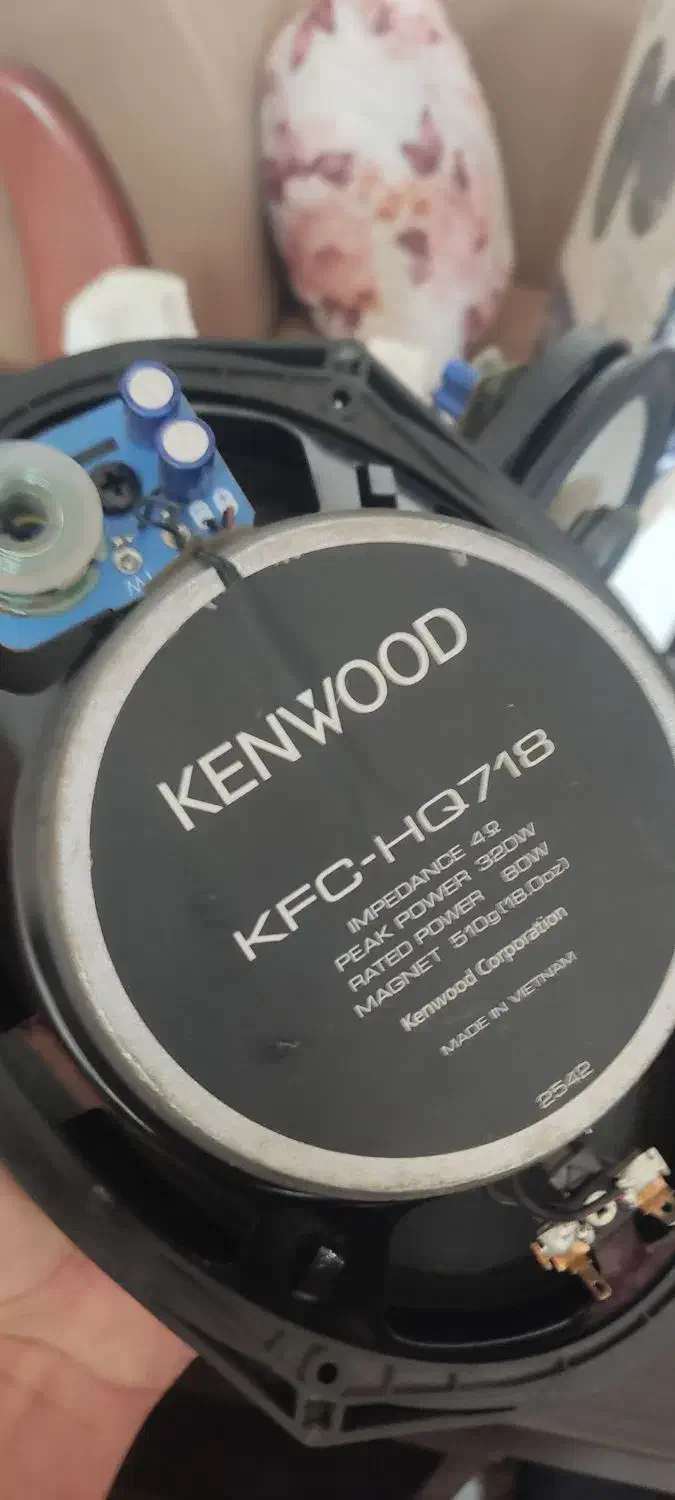 KENWOOD
KFC-HQ718
IMPEDANCE 4Ω
PEAK POWER 320W
RATED POWER 80W
MAGNET 510g(18.0oz)
Kenwood Corporation
MADE IN VIETNAM
2542